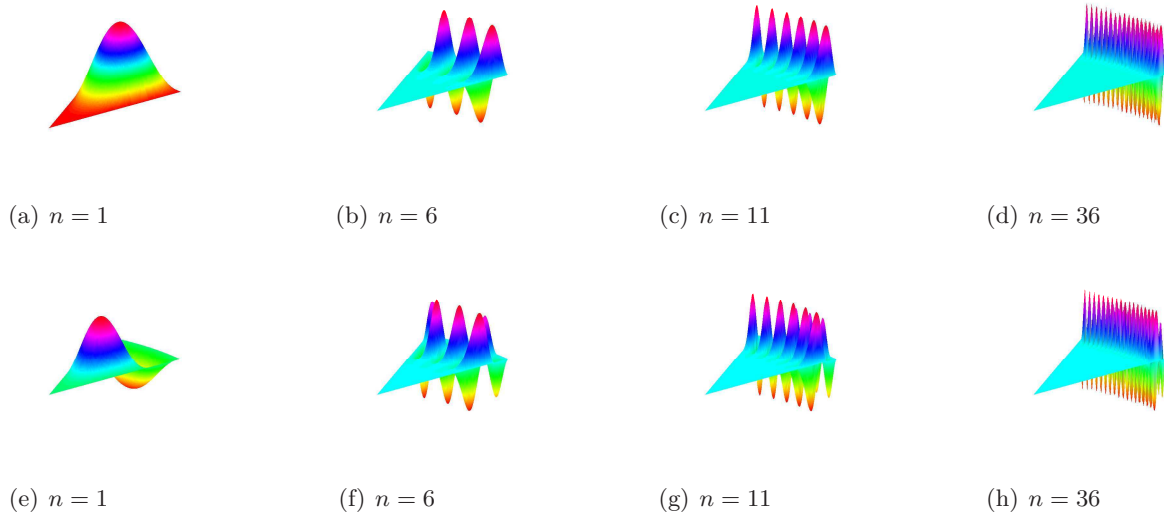 (a) n = 1
(b) n = 6
(c) n = 11
(d) n = 36
(e) n = 1
(f) n = 6
(g) n = 11
(h) n = 36